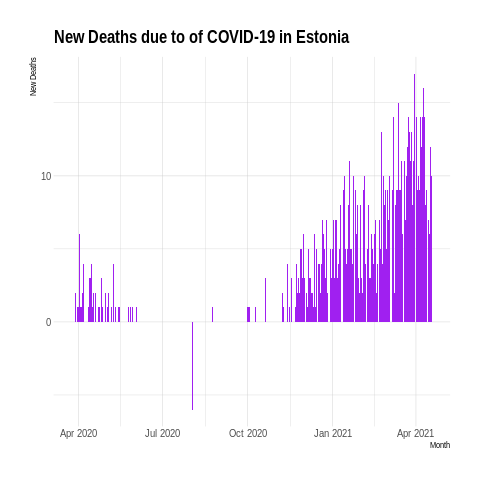 New Deaths due to of COVID-19 in Estonia
New Deaths
10
0
Apr 2020 Jul 2020 Oct 2020 Jan 2021 Apr 2021
Month